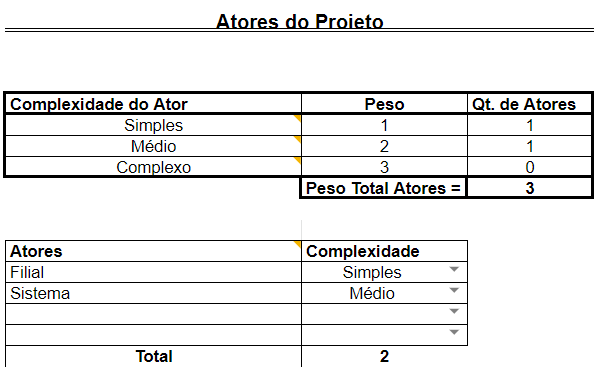 Atores do Projeto
Complexidade do Ator Peso Qt. de Atores
Simples 1 1
Médio 2 1
Complexo 3 0
Peso Total Atores = 3
Atores Complexidade
Filial Simples
Sistema Médio
Total 2